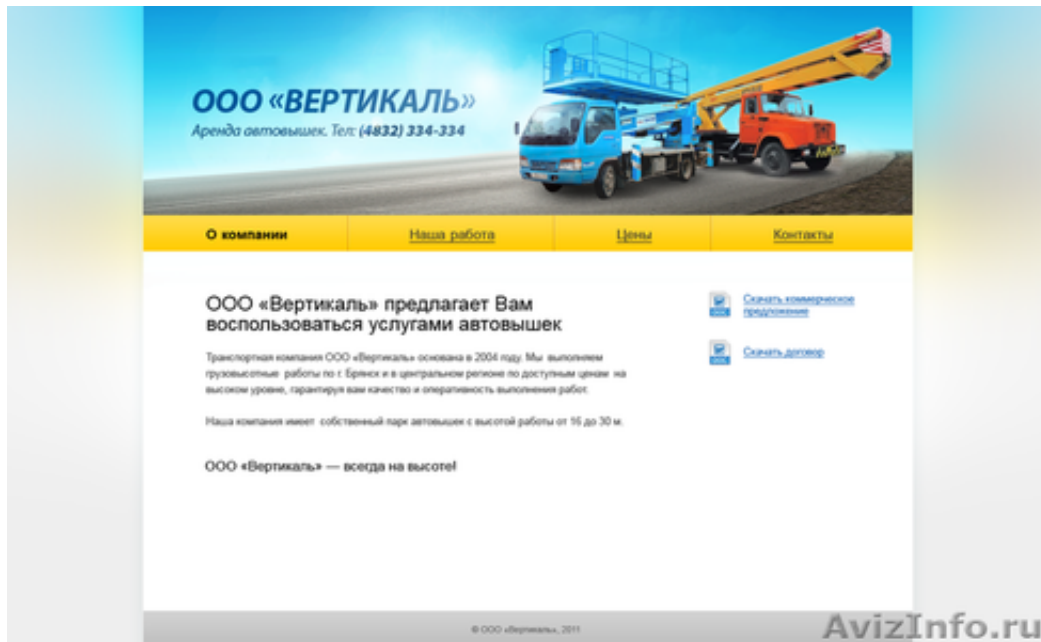 ООО «ВЕРТИКАЛЬ»
Аренда автовышек. Тел: (4832) 334-334
О компании
Наша работа
Цены
Контакты
ООО «Вертикаль» предлагает Вам
воспользоваться услугами автовышек
Транспортная компания ООО «Вертикаль» основана в 2004 году. Мы выполняем
грузовысотные работы по г. Брянск и в центральном регионе по доступным ценам на
высоком уровне, гарантируя вам качество и оперативность выполнения работ.
Наша компания имеет собственный парк автовышек с высотой работы от 16 до 30 м.
ООО «Вертикаль» — всегда на высоте!
Скачать коммерческое
предложение
Скачать договор
© ООО «Вертикаль», 2011
AvizInfo.ru